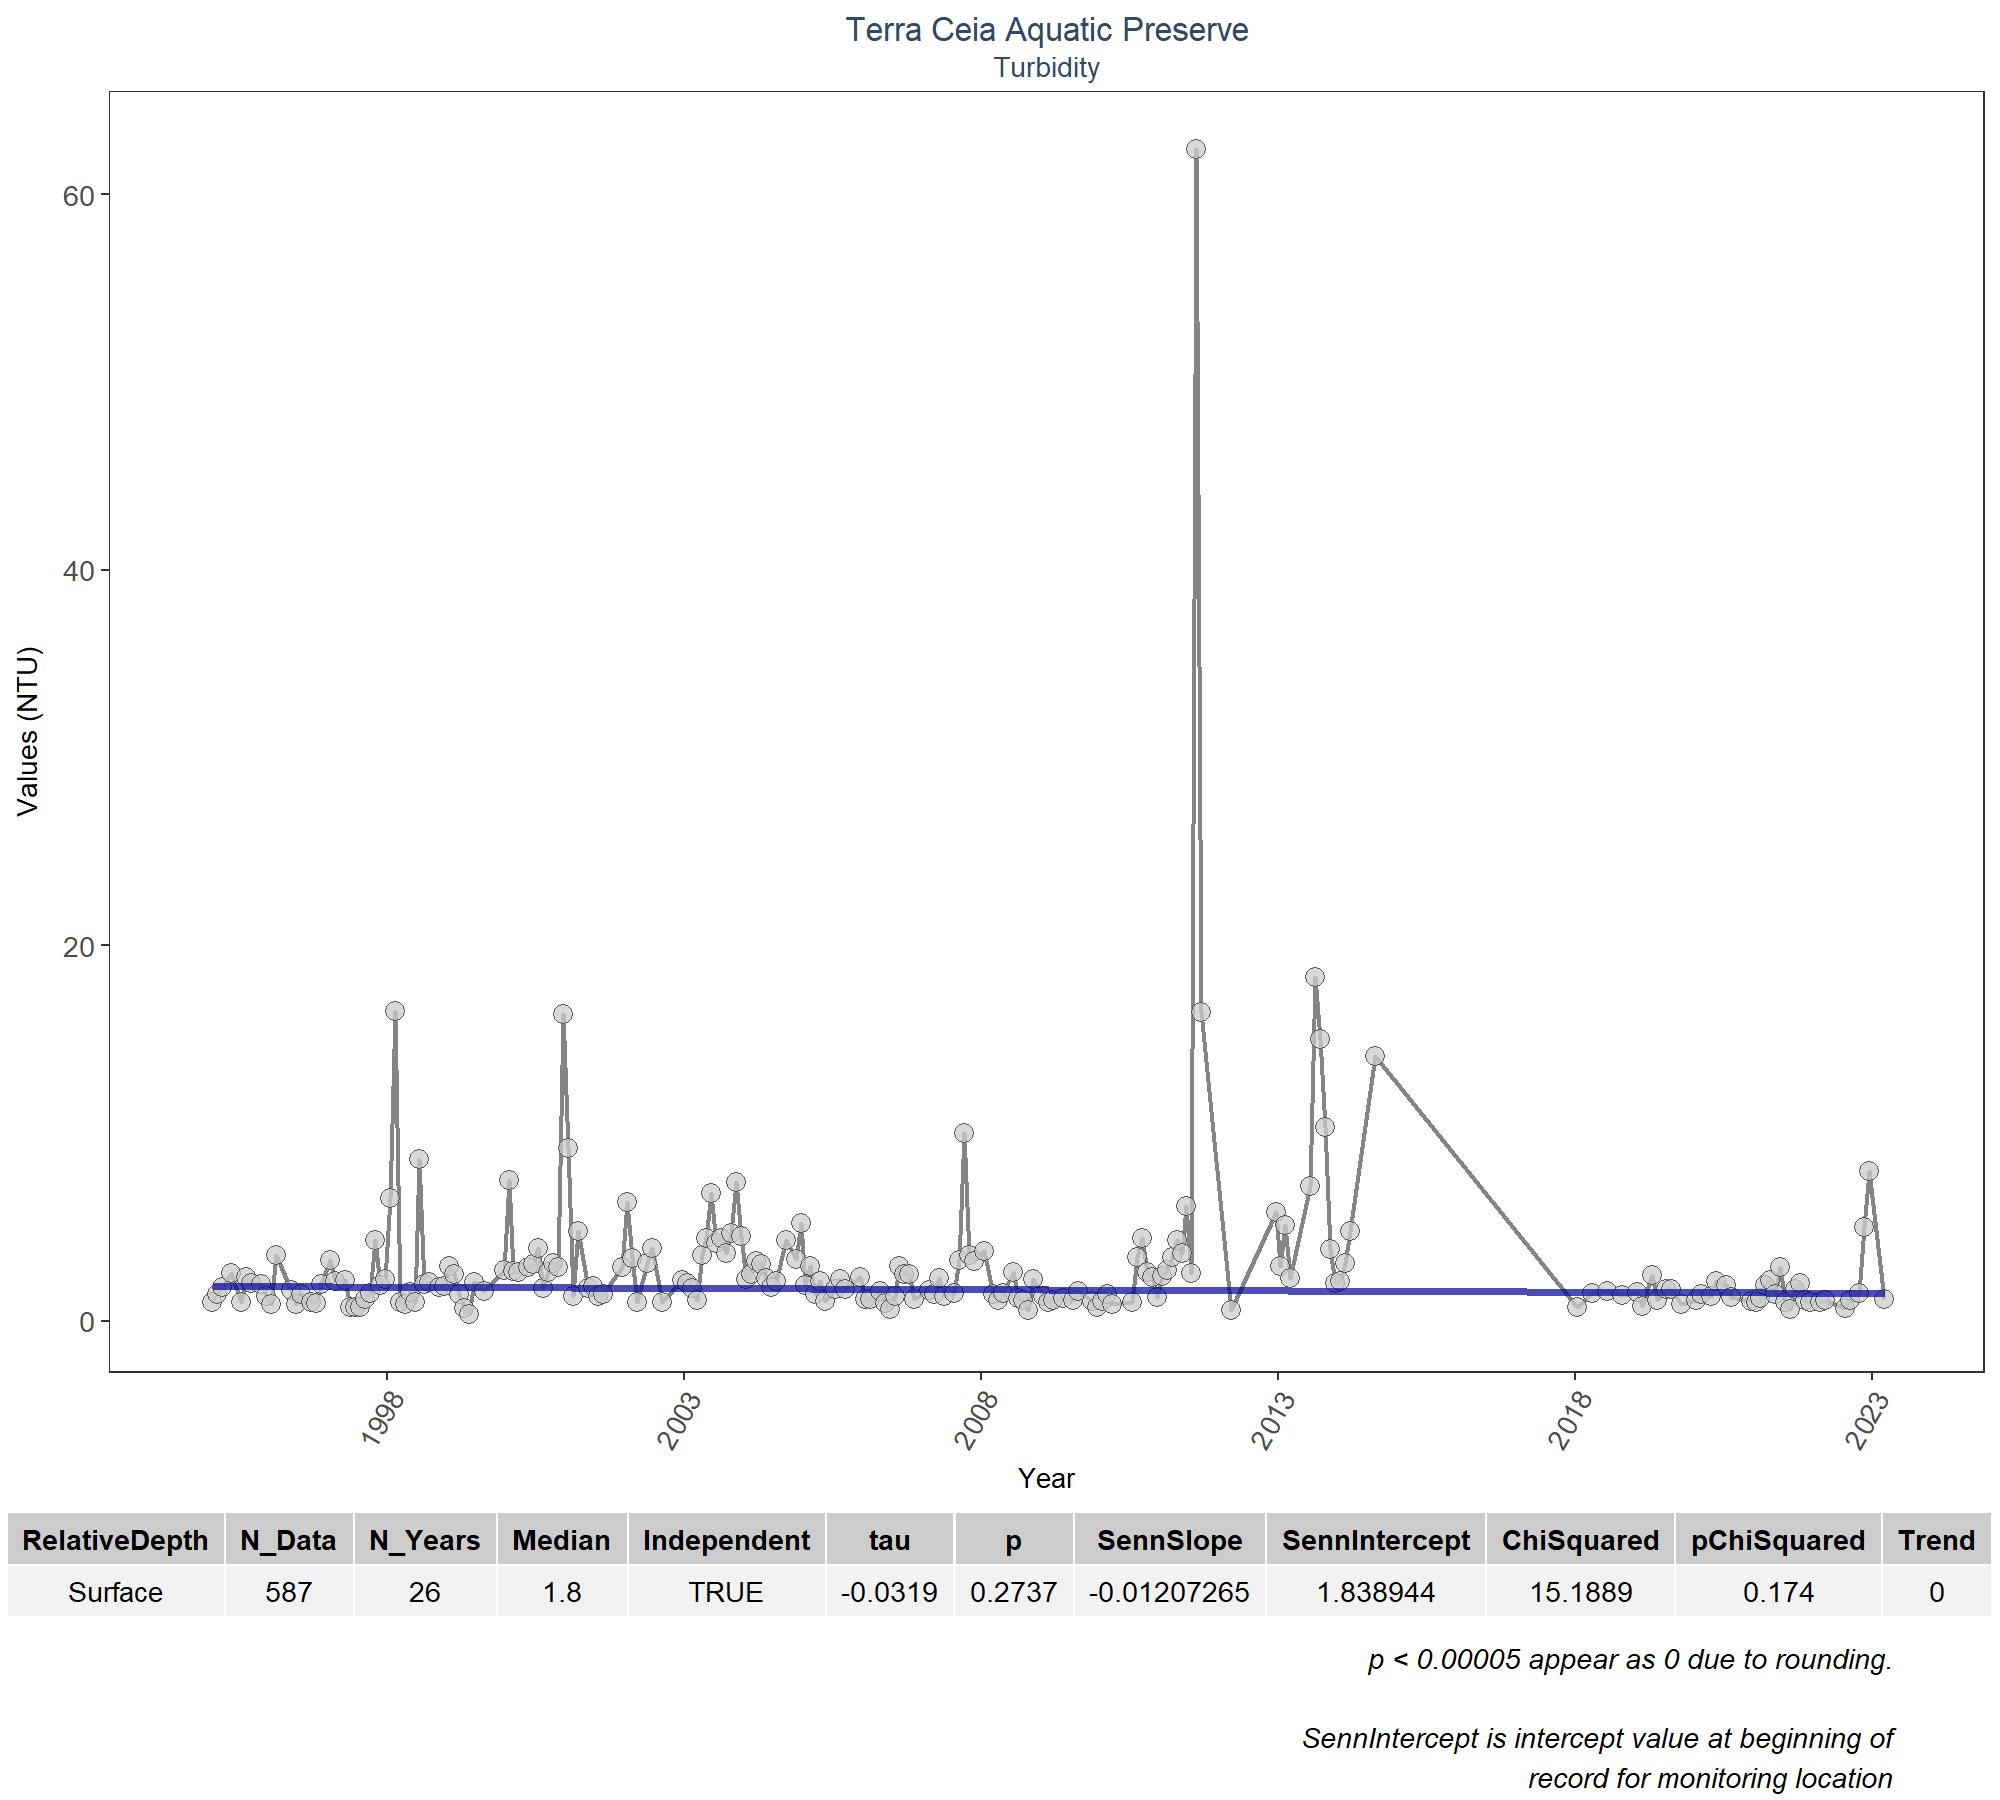 Terra Ceia Aquatic Preserve
Turbidity
Values (NTU)
60
40
20
0
1998
2003
2008
2013
2018
2023
Year
RelativeDepth N_Data N_Years Median Independent tau p SennSlope SennIntercept ChiSquared pChiSquared Trend
Surface 587 26 1.8 TRUE -0.0319 0.2737 -0.01207265 1.838944 15.1889 0.174 0
p < 0.00005 appear as 0 due to rounding.
SennIntercept is intercept value at beginning of
record for monitoring location